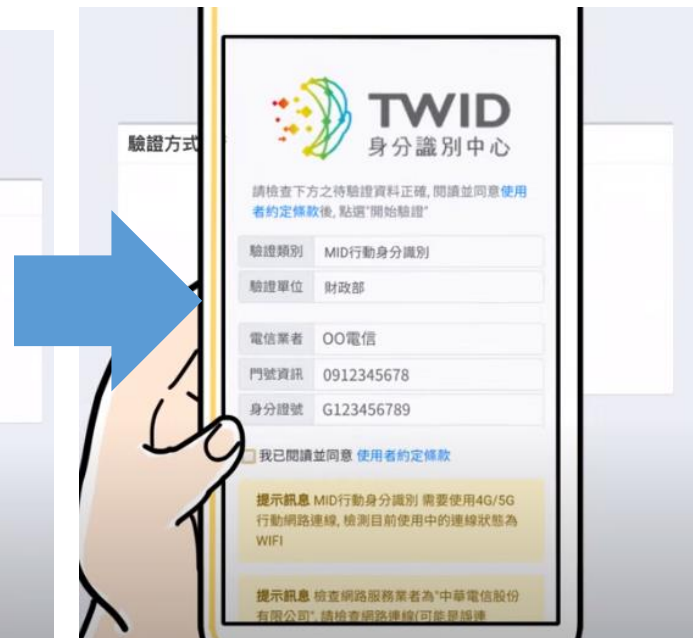 驗證方式
TWID
身分識別中心
請檢查下方之待驗證資料正確, 閱讀並同意使用
者約定條款後, 點選"開始驗證"
驗證類別 MID行動身分識別
驗證單位 財政部
電信業者 OO電信
門號資訊 0912345678
身分證號 G123456789
我已閱讀並同意 使用者約定條款
提示訊息 MID行動身分識別 需要使用4G/5G
行動網路連線, 檢測目前使用中的連線狀態為
WIFI
提示訊息 檢查網路服務業者為"中華電信股份
有限公司", 請檢查網路連線(可能是誤連